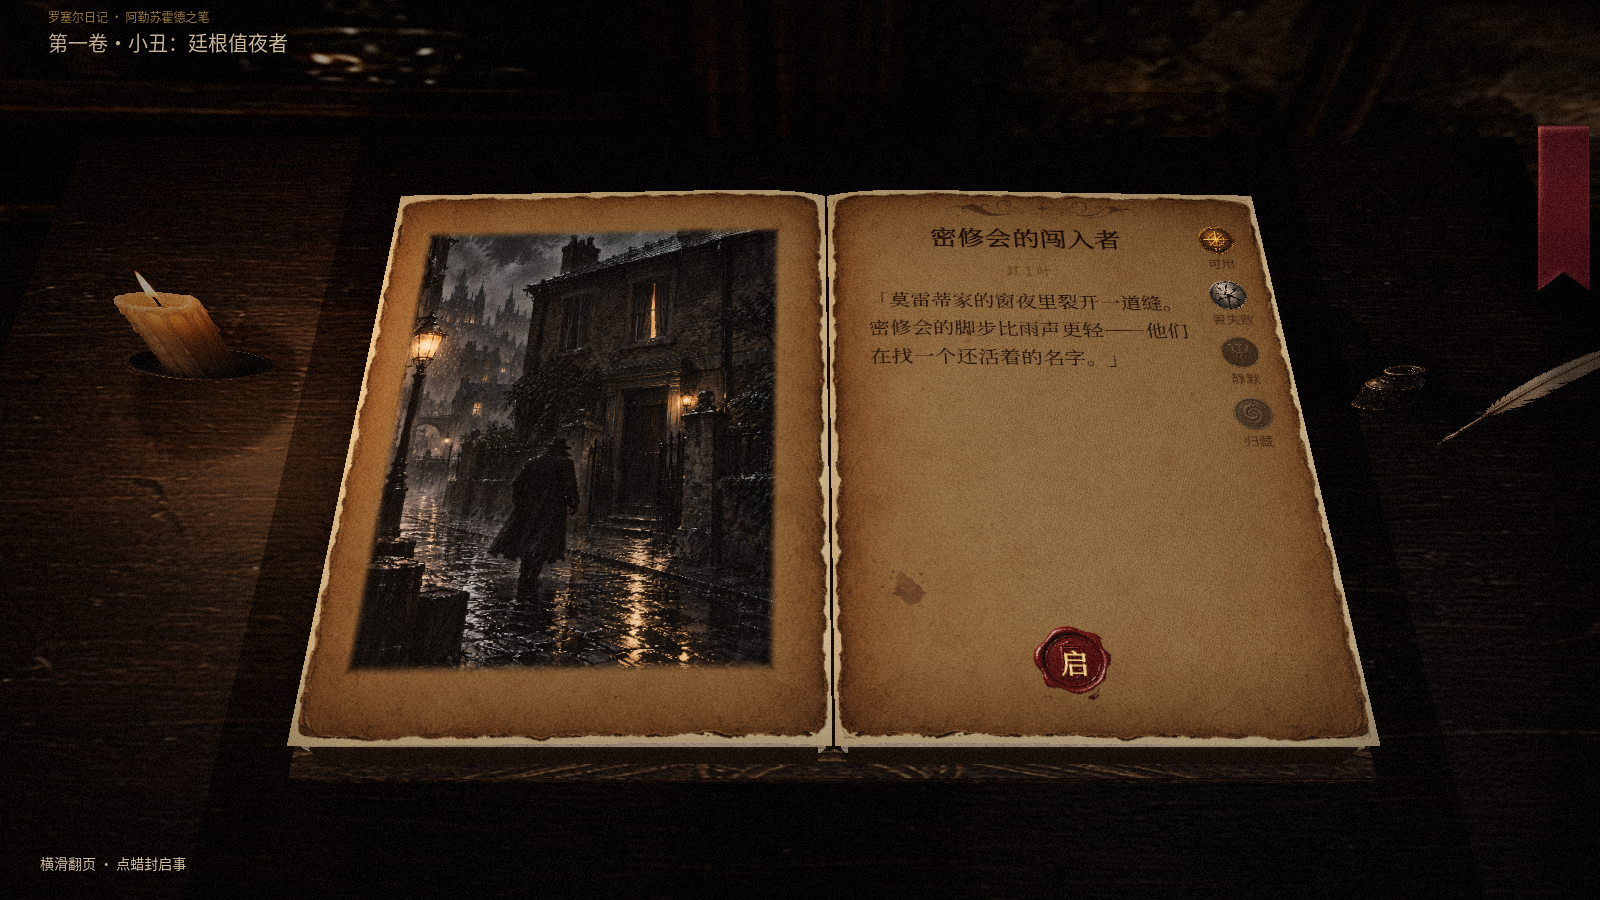 罗塞尔日记 · 阿勒苏霍德之笔
第一卷·小丑：廷根值夜者
密修会的闯入者
其 1 叶
「莫雷蒂家的窗夜里裂开一道缝。
密修会的脚步比雨声更轻——他们
在找一个还活着的名字。」
可用
静默
归藏
启
横滑翻页 · 点蜡封启事